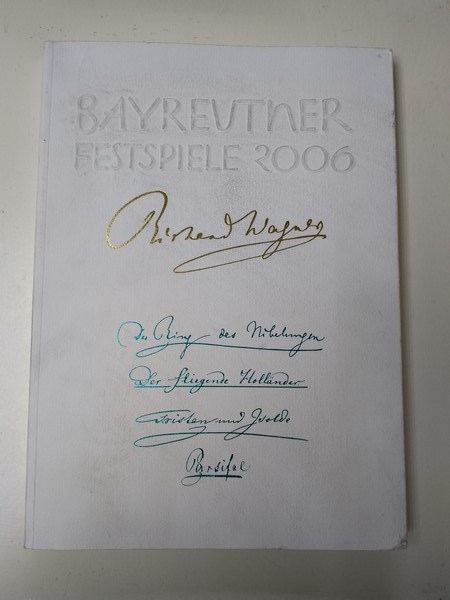 BAYREUTHER
FESTSPIELE 2006
Richard Wagner
Der Ring des Nibelungen
Der fliegende Holländer
Tristan und Isolde
Parsifal